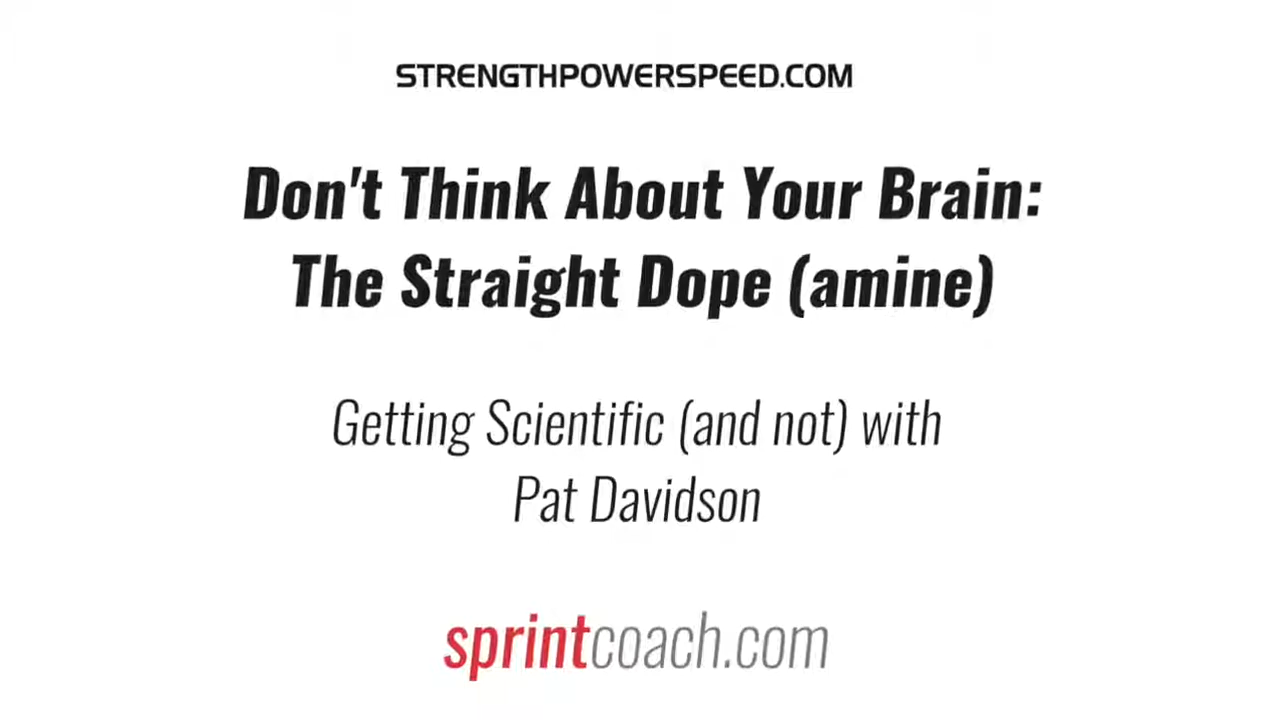 STRENGTHPOWERSPEED.COM
Don't Think About Your Brain:
The Straight Dope (amine)
Getting Scientific (and not) with
Pat Davidson
sprintcoach.com